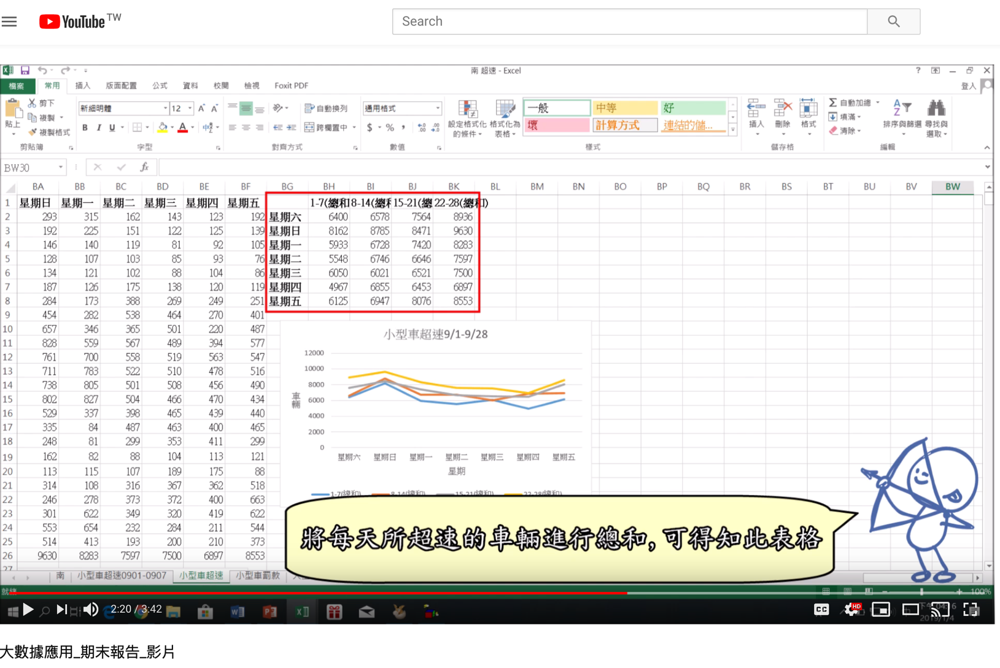 YouTube TW
Search
南 超速 - Excel
檔案 常用 插入 版面配置 公式 資料 校閱 檢視 Foxit PDF 登入
貼上 剪下 複製 複製格式 剪貼簿
新細明體 12 B I U 字型
自動換列 跨欄置中 對齊方式
通用格式 $ % 數值
設定格式化的條件 格式化為表格 一般 中等 好 壞 計算方式 連結的儲... 樣式
插入 刪除 格式 儲存格
自動加總 填滿 清除 排序與篩選 尋找與選取 編輯
BW30 fx
BA BB BC BD BE BF BG BH BI BJ BK BL BM BN BO BP BQ BR BS BT BU BV BW
1 星期日 星期一 星期二 星期三 星期四 星期五 1-7(總和 8-14(總和 15-21(總 22-28(總和)
2 293 315 162 143 123 192 星期六 6400 6578 7564 8936
3 192 225 151 122 125 139 星期日 8162 8785 8471 9630
4 146 140 119 81 92 105 星期一 5933 6728 7420 8283
5 128 107 103 85 93 76 星期二 5548 6746 6646 7597
6 134 121 102 88 104 86 星期三 6050 6021 6521 7500
7 187 126 175 138 120 119 星期四 4967 6855 6453 6897
8 284 173 388 269 249 251 星期五 6125 6947 8076 8553
9 454 282 538 464 270 401
10 657 346 365 501 220 487
11 828 559 567 489 394 577
12 761 700 558 519 563 547
13 711 783 522 510 478 516
14 738 805 501 508 456 490
15 802 827 504 466 470 434
16 529 337 398 465 439 440
17 335 84 487 463 400 465
18 248 81 299 353 411 299
19 162 82 88 104 113 121
20 113 115 107 189 175 88
21 314 108 316 367 362 518
22 246 278 373 372 400 663
23 301 622 349 320 419 622
24 553 654 232 284 211 544
25 514 413 193 200 210 373
26 9630 8283 7597 7500 6897 8553
27
小型車超速9/1-9/28
12000
10000
8000
6000
4000
2000
0
車輛
星期六 星期日 星期一 星期二 星期三 星期四 星期五
星期
1-7(總和) 8-14(總和) 15-21(總和) 22-28(總和)
將每天所超速的車輛進行總和,可得知此表格
南 小型車超速0901-0907 小型車超速 小型車罰款
就緒 100%
2:20 / 3:42 CC HD
下午 04:16
2019/1/4
大數據應用_期末報告_影片